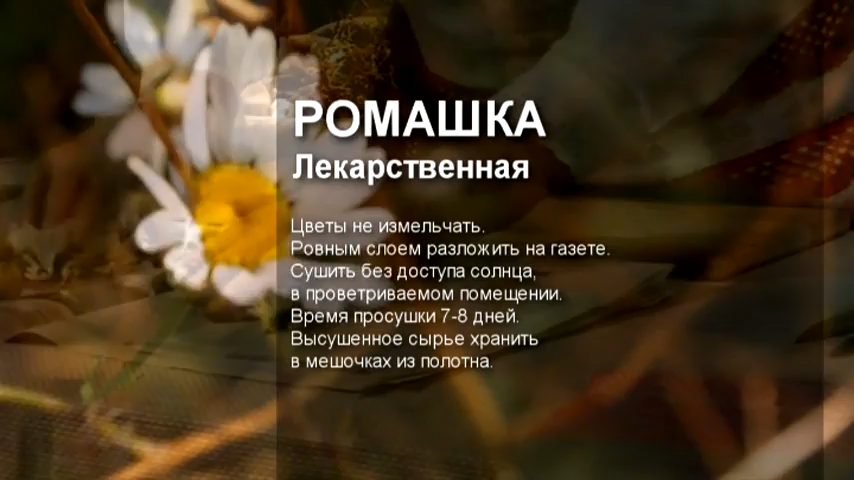 РОМАШКА
Лекарственная
Цветы не измельчать.
Ровным слоем разложить на газете.
Сушить без доступа солнца,
в проветриваемом помещении.
Время просушки 7-8 дней.
Высушенное сырье хранить
в мешочках из полотна.